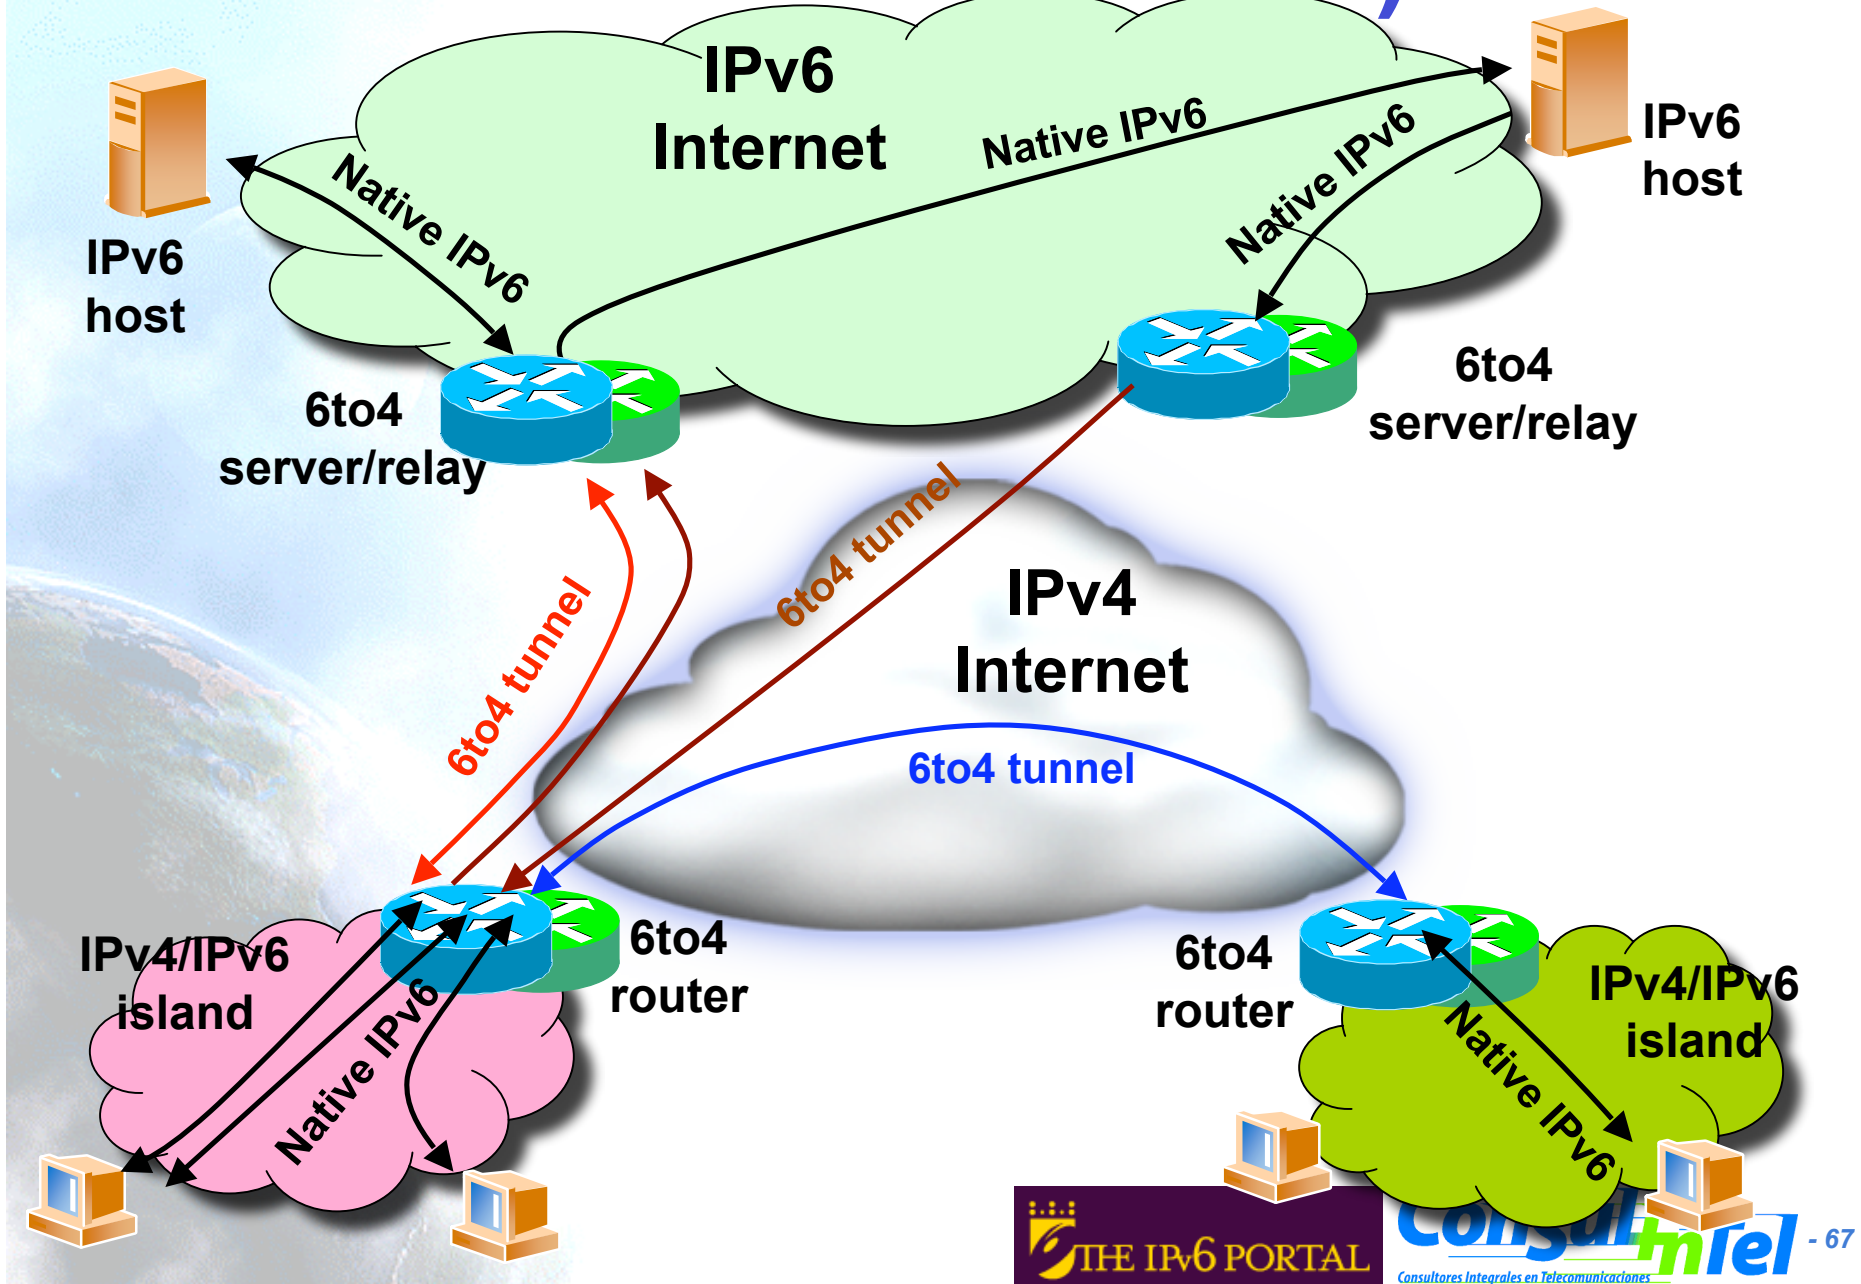 IPv6
Internet
Native IPv6
Native IPv6
Native IPv6
IPv6
host
IPv6
host
6to4
server/relay
6to4
server/relay
6to4 tunnel
6to4 tunnel
IPv4
Internet
6to4 tunnel
IPv4/IPv6
island
6to4
router
6to4
router
IPv4/IPv6
island
Native IPv6
Native IPv6
THE IPv6 PORTAL
ConsulIntel
Consultores Integrales en Telecomunicaciones
- 67